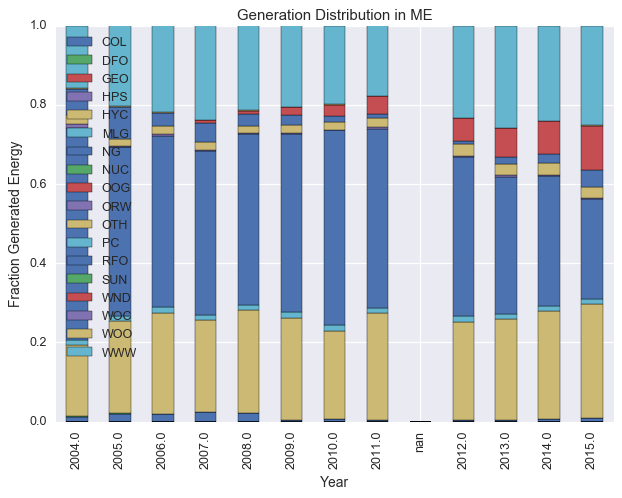 Generation Distribution in ME
1.0
0.8
0.6
0.4
0.2
0.0
Fraction Generated Energy
COL
DFO
GEO
HPS
HYC
MLG
NG
NUC
OOG
ORW
OTH
PC
RFO
SUN
WND
WOC
WOO
WWW
2004.0
2005.0
2006.0
2007.0
2008.0
2009.0
2010.0
2011.0
nan
2012.0
2013.0
2014.0
2015.0
Year